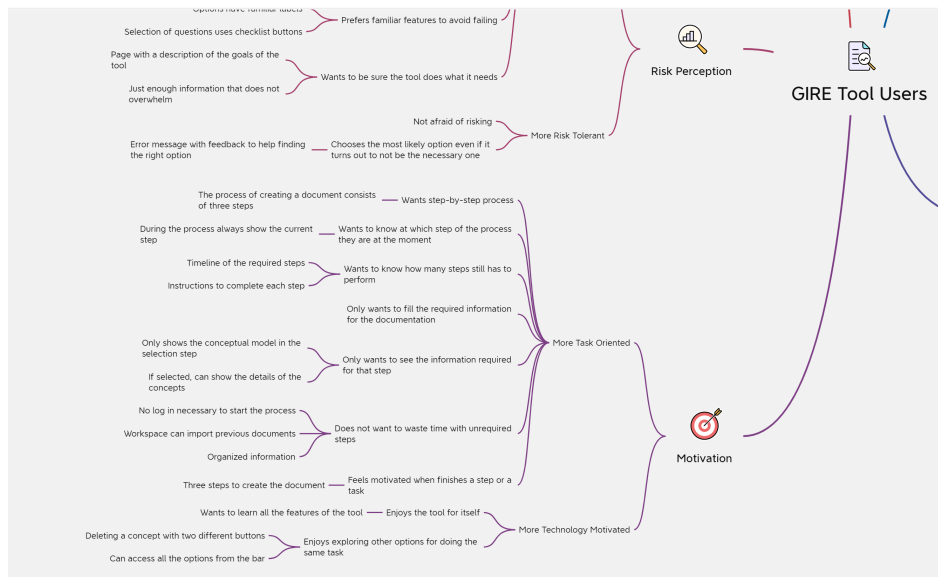 Options have familiar labels
Prefers familiar features to avoid failing
Selection of questions uses checklist buttons
Page with a description of the goals of the
tool
Wants to be sure the tool does what it needs
Just enough information that does not
overwhelm
Risk Perception
GIRE Tool Users
Not afraid of risking
More Risk Tolerant
Error message with feedback to help finding
the right option
Chooses the most likely option even if it
turns out to not be the necessary one
The process of creating a document consists
of three steps
Wants step-by-step process
During the process always show the current
step
Wants to know at which step of the process
they are at the moment
Timeline of the required steps
Instructions to complete each step
Wants to know how many steps still has to
perform
Only wants to fill the required information
for the documentation
More Task Oriented
Only shows the conceptual model in the
selection step
If selected, can show the details of the
concepts
Only wants to see the information required
for that step
No log in necessary to start the process
Workspace can import previous documents
Organized information
Does not want to waste time with unrequired
steps
Three steps to create the document
Feels motivated when finishes a step or a
task
Motivation
Wants to learn all the features of the tool
Enjoys the tool for itself
More Technology Motivated
Deleting a concept with two different buttons
Can access all the options from the bar
Enjoys exploring other options for doing the
same task